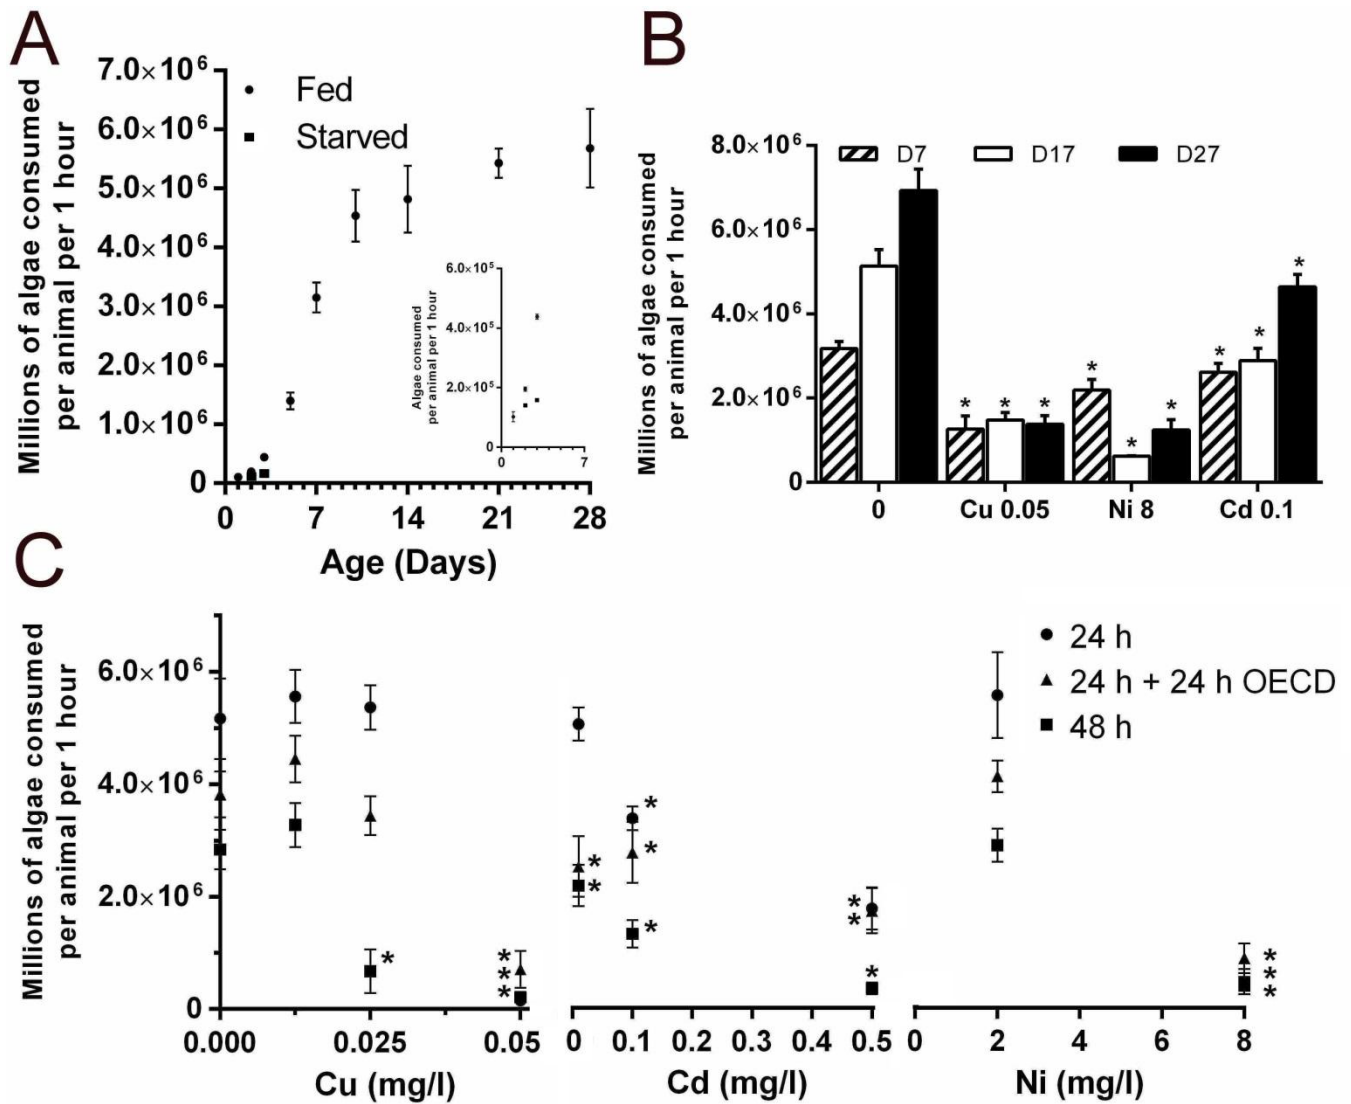 A
Millions of algae consumed
per animal per 1 hour
7.0×10⁶
6.0×10⁶
5.0×10⁶
4.0×10⁶
3.0×10⁶
2.0×10⁶
1.0×10⁶
0
Fed
Starved
Algae consumed
per animal per 1 hour
6.0×10⁵
4.0×10⁵
2.0×10⁵
0
0 7
0 7 14 21 28
Age (Days)
B
Millions of algae consumed
per animal per 1 hour
8.0×10⁶
6.0×10⁶
4.0×10⁶
2.0×10⁶
0
D7 D17 D27
* * * * * * * * *
0 Cu 0.05 Ni 8 Cd 0.1
C
Millions of algae consumed
per animal per 1 hour
6.0×10⁶
4.0×10⁶
2.0×10⁶
0
24 h
24 h + 24 h OECD
48 h
* * * *
* * * * * * * *
* * *
0.000 0.025 0.05
Cu (mg/l)
0 0.1 0.2 0.3 0.4 0.5
Cd (mg/l)
0 2 4 6 8
Ni (mg/l)